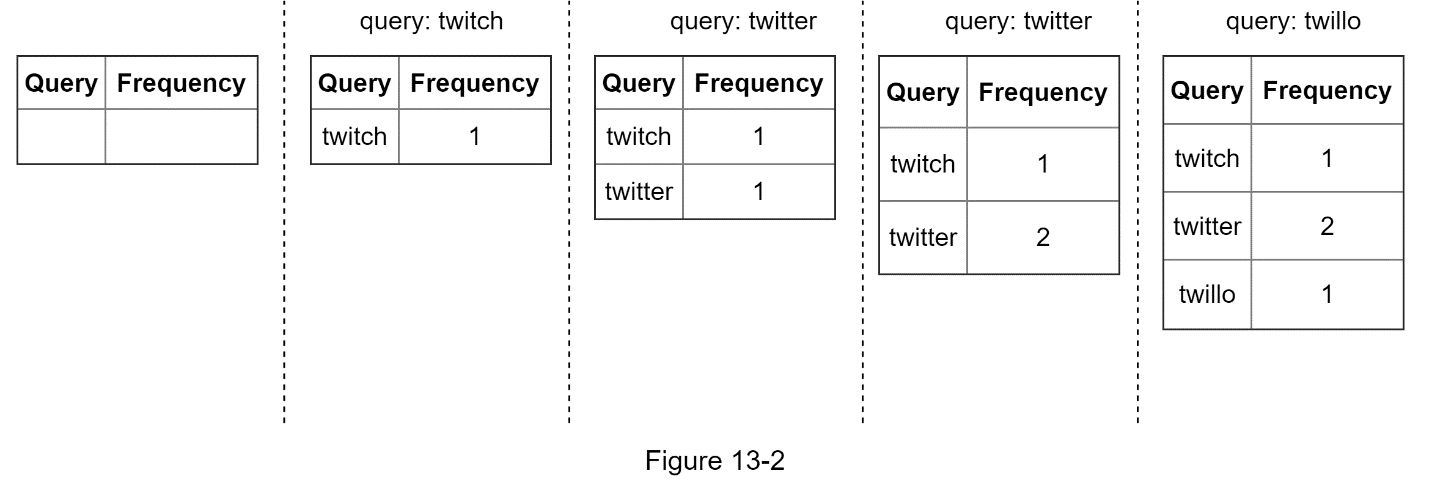 query: twitch
query: twitter
query: twitter
query: twillo
Query Frequency
Query Frequency
twitch 1
Query Frequency
twitch 1
twitter 1
Query Frequency
twitch 1
twitter 2
Query Frequency
twitch 1
twitter 2
twillo 1
Figure 13-2